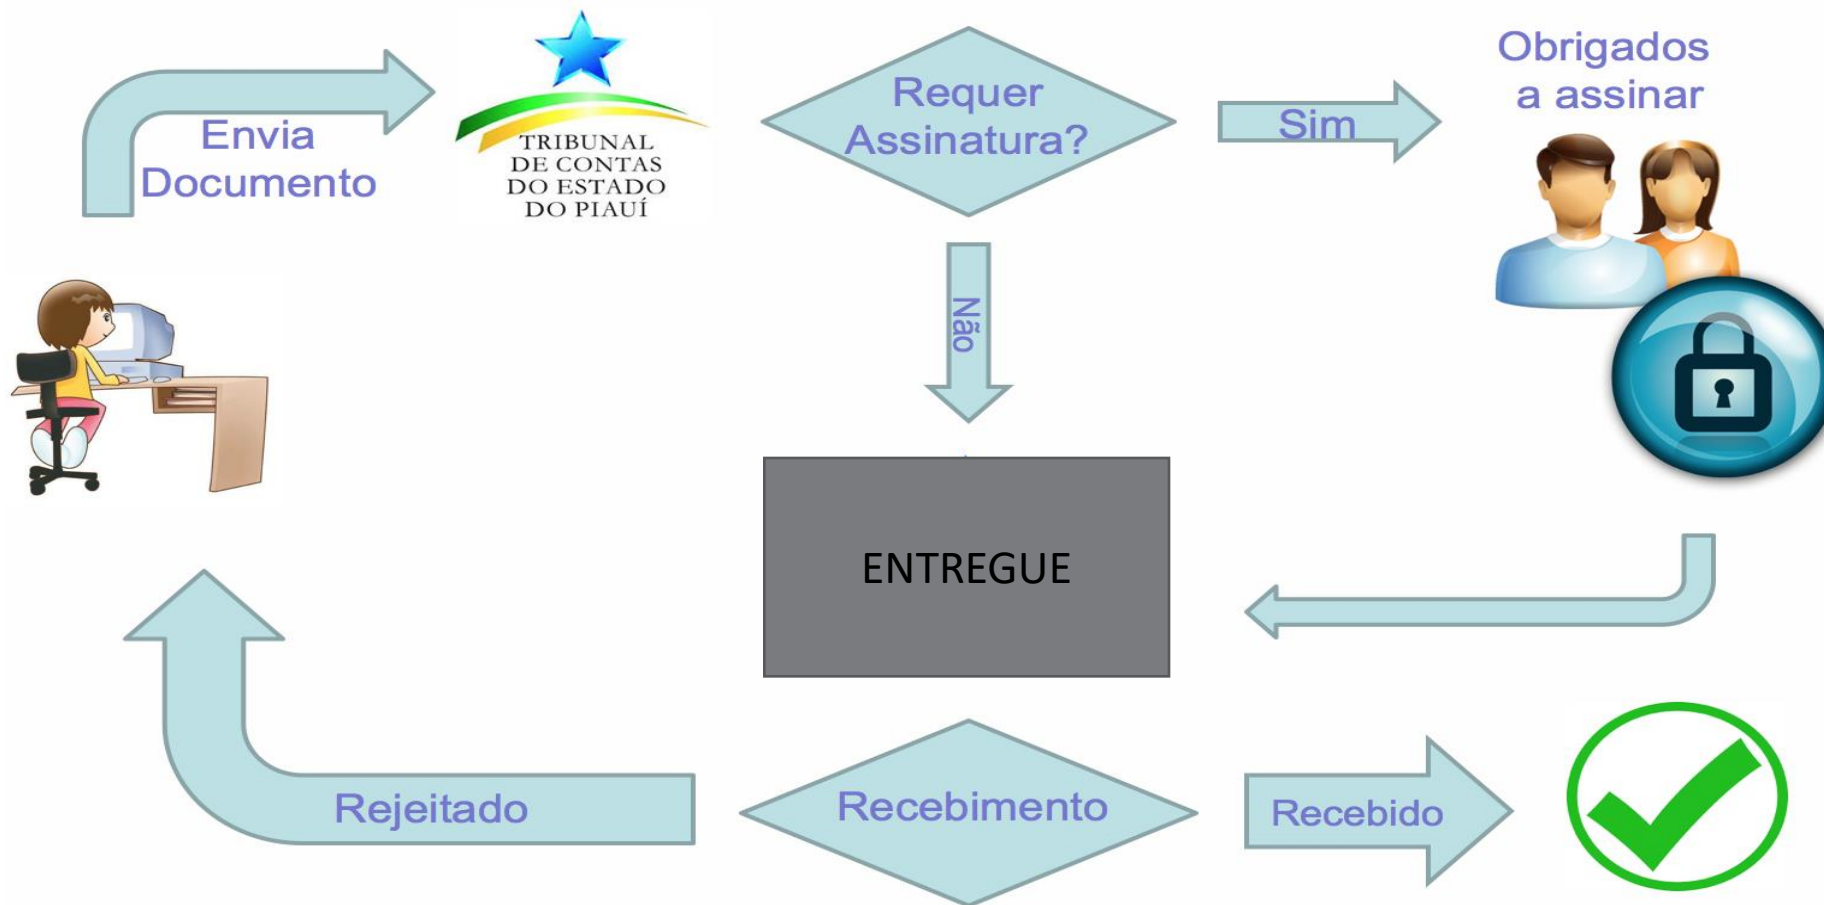 Envia
Documento
TRIBUNAL
DE CONTAS
DO ESTADO
DO PIAUÍ
Requer
Assinatura?
Sim
Obrigados
a assinar
Não
ENTREGUE
Rejeitado
Recebimento
Recebido